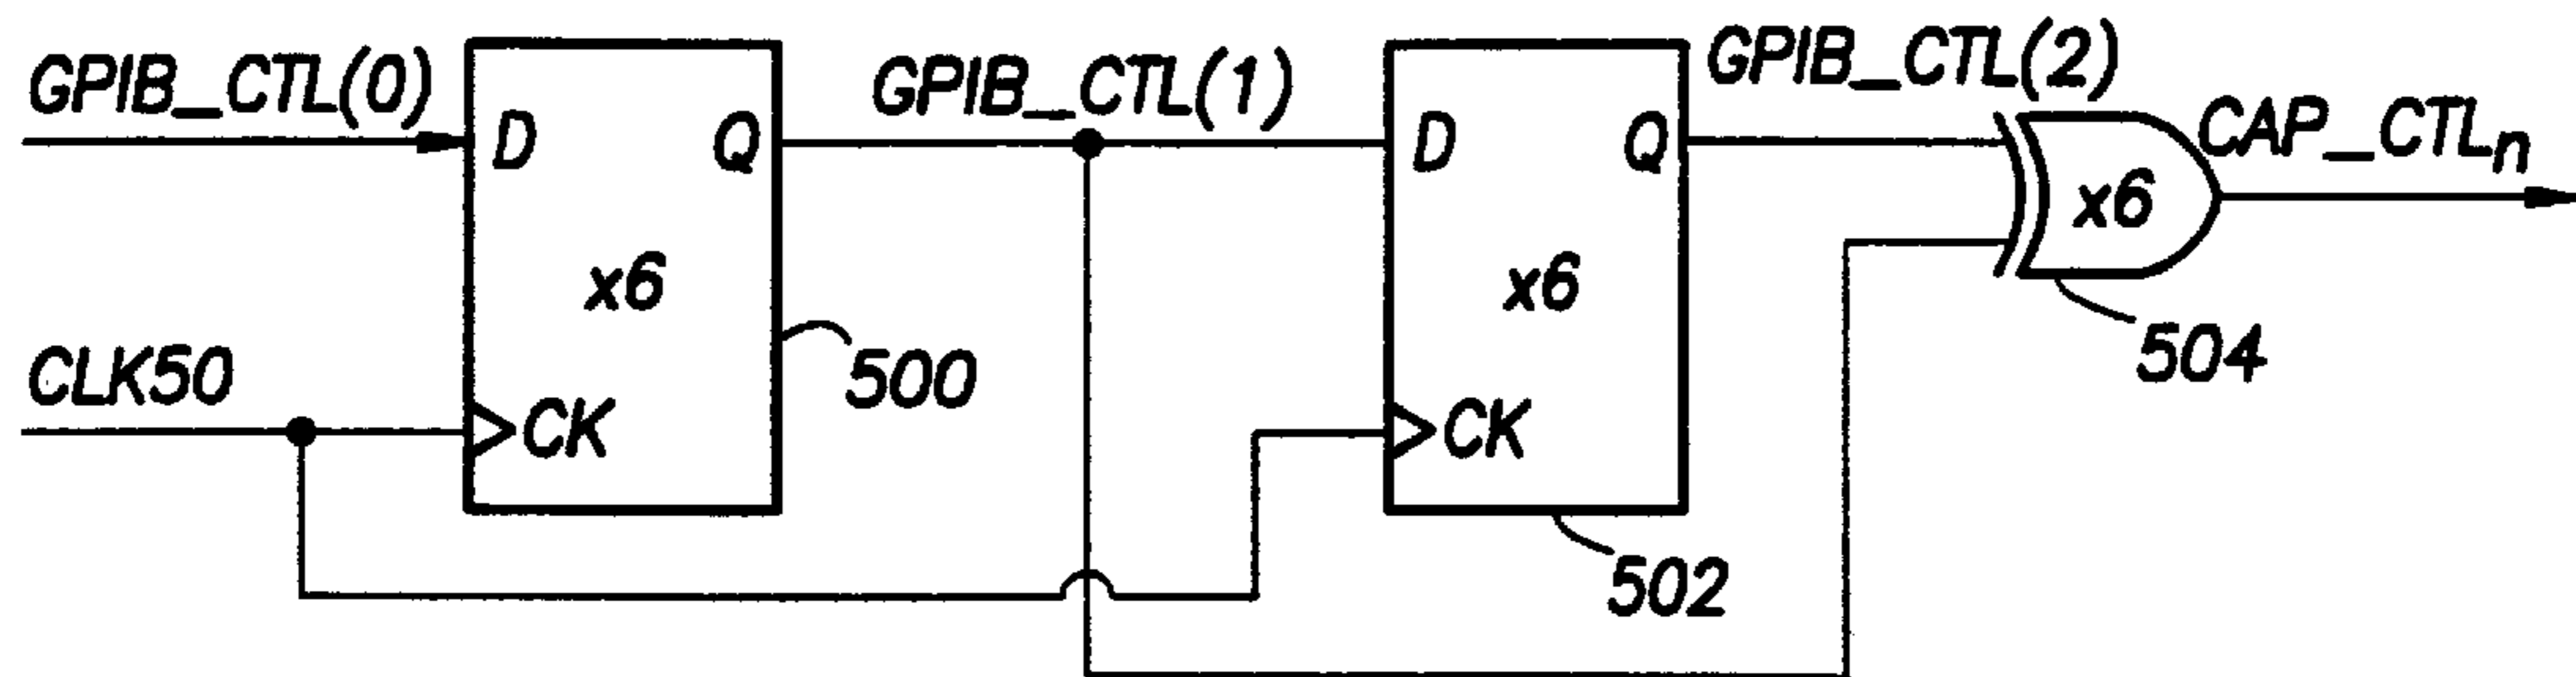 GPIB_CTL(0)
D
Q
x6
CLK50
CK
500
GPIB_CTL(1)
D
Q
x6
CK
502
GPIB_CTL(2)
x6
504
CAP_CTLn